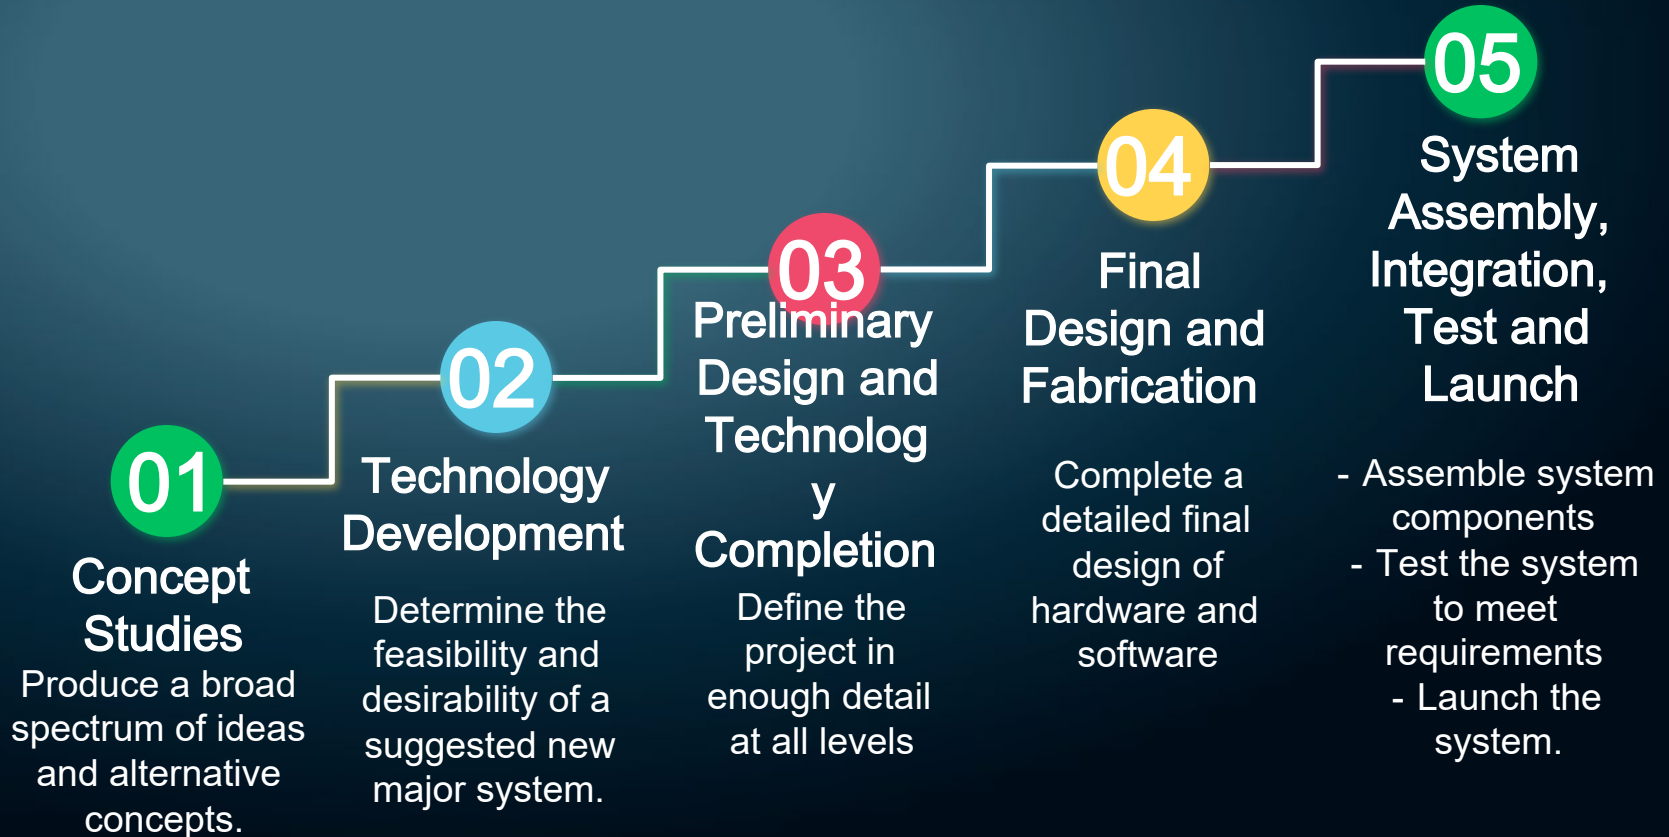 01
Concept
Studies
Produce a broad
spectrum of ideas
and alternative
concepts.
02
Technology
Development
Determine the
feasibility and
desirability of a
suggested new
major system.
03
Preliminary
Design and
Technolog
y
Completion
Define the
project in
enough detail
at all levels
04
Final
Design and
Fabrication
Complete a
detailed final
design of
hardware and
software
05
System
Assembly,
Integration,
Test and
Launch
- Assemble system
components
- Test the system
to meet
requirements
- Launch the
system.